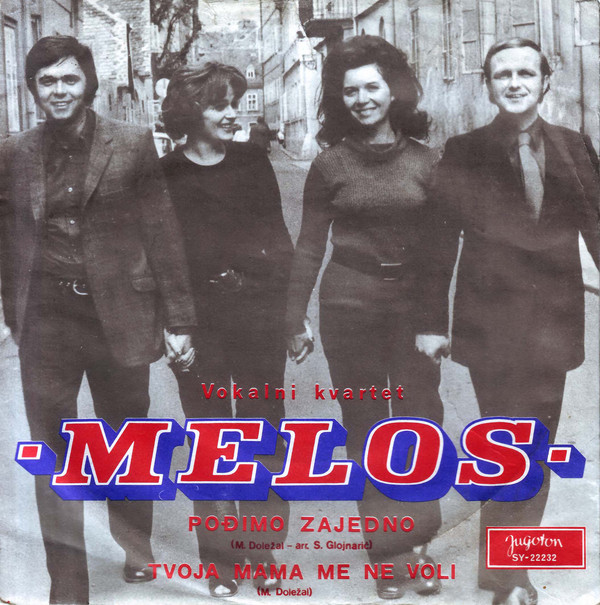 Vokalni kvartet
·MELOS·
POĐIMO ZAJEDNO
(M. Doležal – arr. S. Glojnarić)
TVOJA MAMA ME NE VOLI
(M. Doležal)
Jugoton
SY-22232